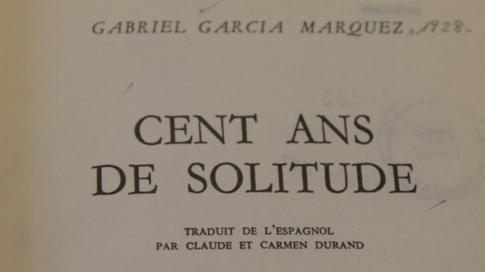 GABRIEL GARCIA MARQUEZ, 1928-
CENT ANS
DE SOLITUDE
TRADUIT DE L'ESPAGNOL
PAR CLAUDE ET CARMEN DURAND